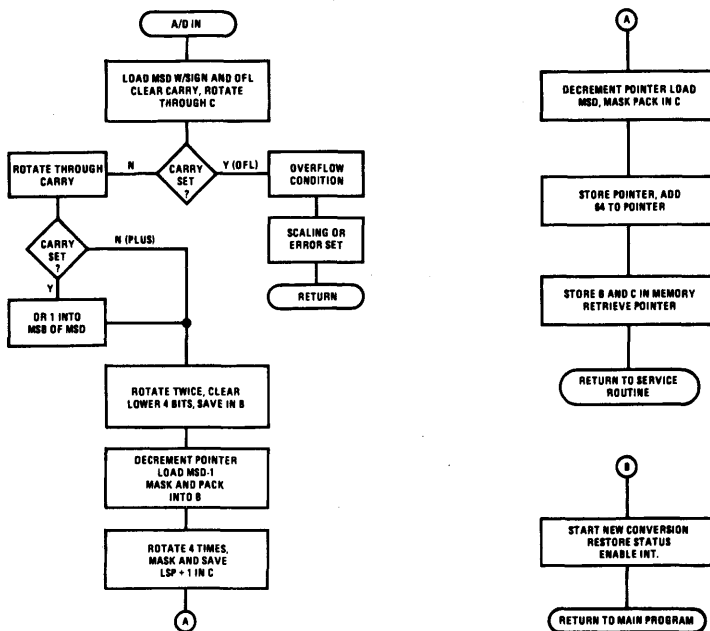 A/D IN
LOAD MSD W/SIGN AND OFL
CLEAR CARRY, ROTATE
THROUGH C
ROTATE THROUGH
CARRY
N
CARRY
SET
?
Y (OFL)
OVERFLOW
CONDITION
SCALING OR
ERROR SET
RETURN
CARRY
SET
?
N (PLUS)
Y
OR 1 INTO
MSB OF MSD
ROTATE TWICE, CLEAR
LOWER 4 BITS, SAVE IN B
DECREMENT POINTER
LOAD MSD-1
MASK AND PACK
INTO B
ROTATE 4 TIMES,
MASK AND SAVE
LSP + 1 IN C
A
A
DECREMENT POINTER LOAD
MSD, MASK PACK IN C
STORE POINTER, ADD
64 TO POINTER
STORE B AND C IN MEMORY
RETRIEVE POINTER
RETURN TO SERVICE
ROUTINE
B
START NEW CONVERSION
RESTORE STATUS
ENABLE INT.
RETURN TO MAIN PROGRAM